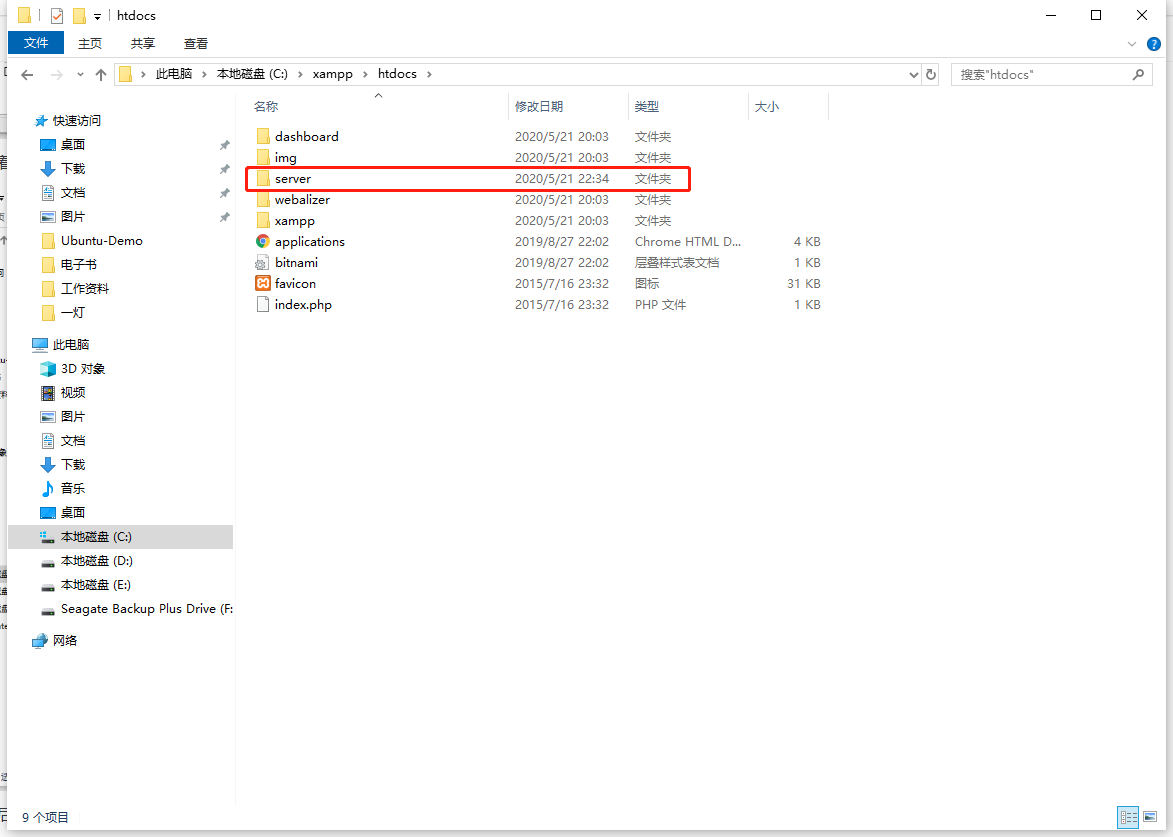 htdocs
文件 主页 共享 查看
此电脑 本地磁盘 (C:) xampp htdocs 搜索"htdocs"
名称 修改日期 类型 大小
dashboard 2020/5/21 20:03 文件夹
img 2020/5/21 20:03 文件夹
server 2020/5/21 22:34 文件夹
webalizer 2020/5/21 20:03 文件夹
xampp 2020/5/21 20:03 文件夹
applications 2019/8/27 22:02 Chrome HTML D... 4 KB
bitnami 2019/8/27 22:02 层叠样式表文档 1 KB
favicon 2015/7/16 23:32 图标 31 KB
index.php 2015/7/16 23:32 PHP 文件 1 KB
快速访问
桌面
下载
文档
图片
Ubuntu-Demo
电子书
工作资料
一灯
此电脑
3D 对象
视频
图片
文档
下载
音乐
桌面
本地磁盘 (C:)
本地磁盘 (D:)
本地磁盘 (E:)
Seagate Backup Plus Drive (F:
网络
9 个项目